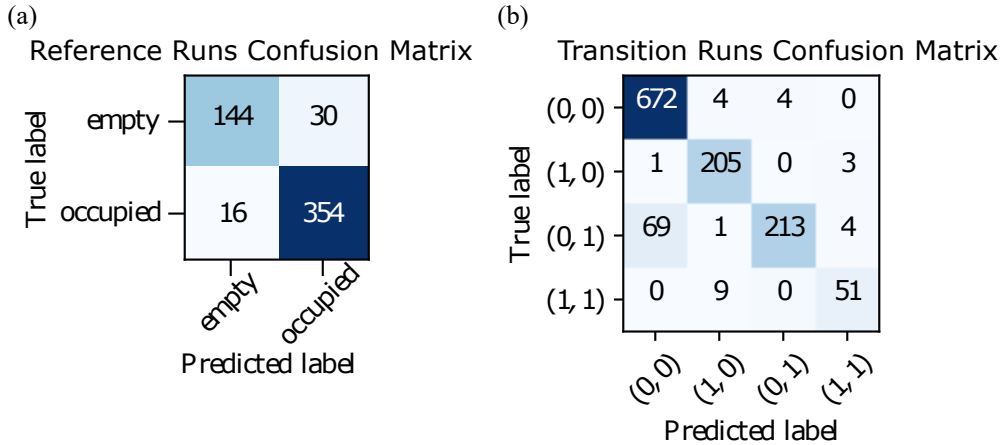 (a)
Reference Runs Confusion Matrix
True label
empty 144 30
occupied 16 354
empty occupied
Predicted label
(b)
Transition Runs Confusion Matrix
True label
(0, 0) 672 4 4 0
(1, 0) 1 205 0 3
(0, 1) 69 1 213 4
(1, 1) 0 9 0 51
(0, 0) (1, 0) (0, 1) (1, 1)
Predicted label